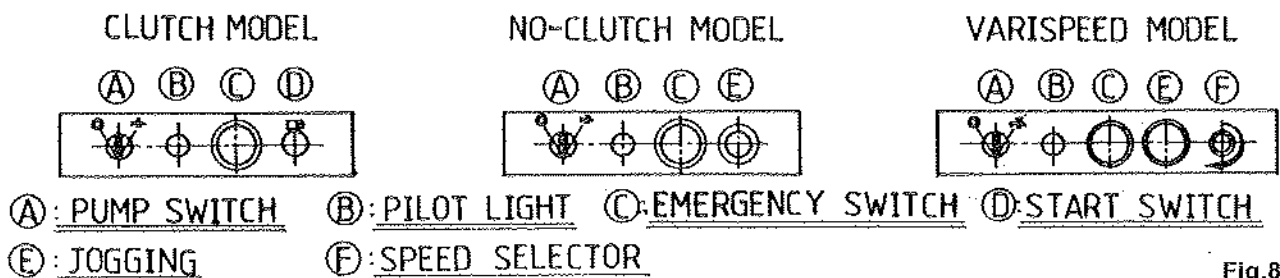 CLUTCH MODEL NO-CLUTCH MODEL VARISPEED MODEL
Ⓐ Ⓑ Ⓒ Ⓓ Ⓐ Ⓑ Ⓒ Ⓔ Ⓐ Ⓑ Ⓒ Ⓔ Ⓕ
Ⓐ: PUMP SWITCH Ⓑ: PILOT LIGHT Ⓒ: EMERGENCY SWITCH Ⓓ: START SWITCH
Ⓔ: JOGGING Ⓕ: SPEED SELECTOR
Fig.8